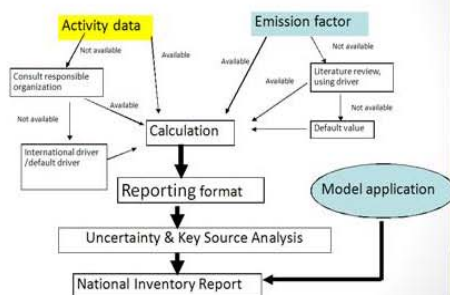 Activity data
Emission factor
Not available
Available
Available
Not available
Consult responsible
organization
Available
Available
Literature review,
using driver
Not available
Not available
Calculation
Default value
International driver
/default driver
Reporting format
Model application
Uncertainty & Key Source Analysis
National Inventory Report